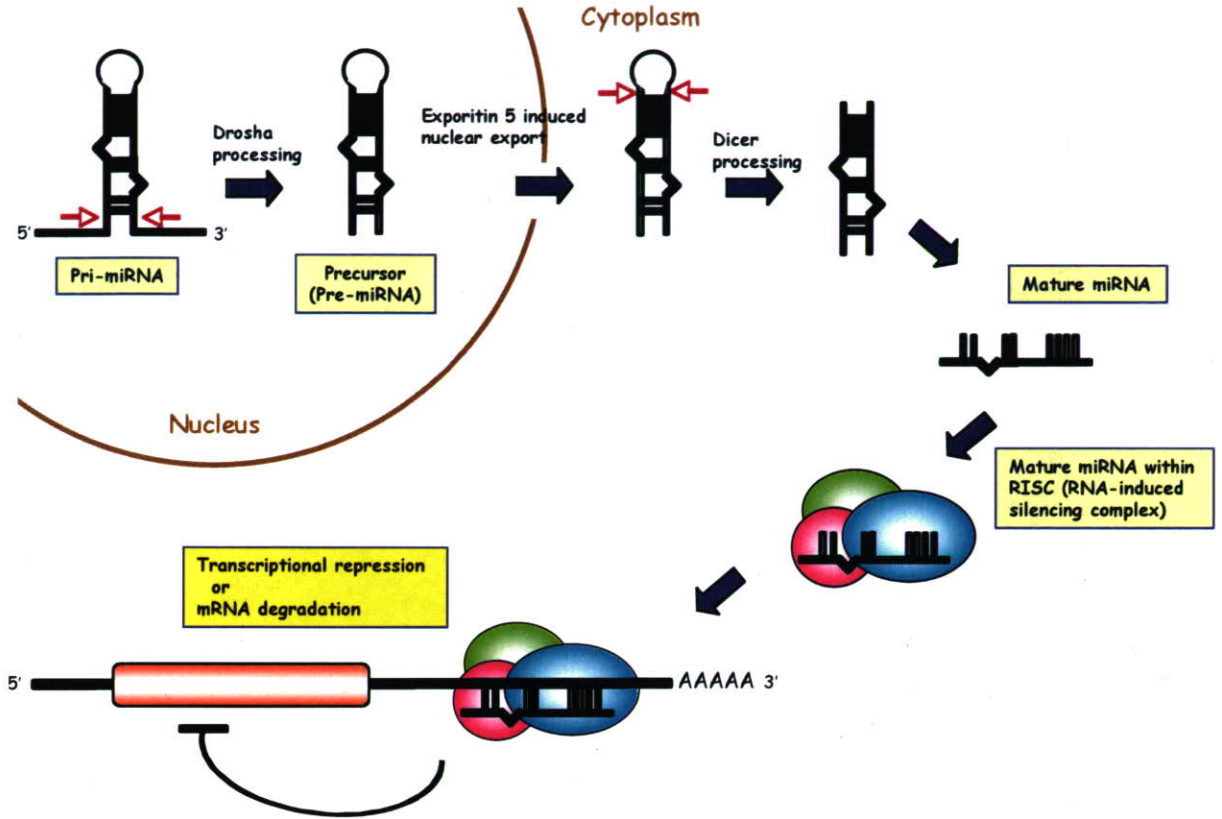 Cytoplasm
Drosha
processing
Exporitin 5 induced
nuclear export
Dicer
processing
5' 3'
Pri-miRNA
Precursor
(Pre-miRNA)
Mature miRNA
Nucleus
Mature miRNA within
RISC (RNA-induced
silencing complex)
Transcriptional repression
or
mRNA degradation
5' AAAAA 3'